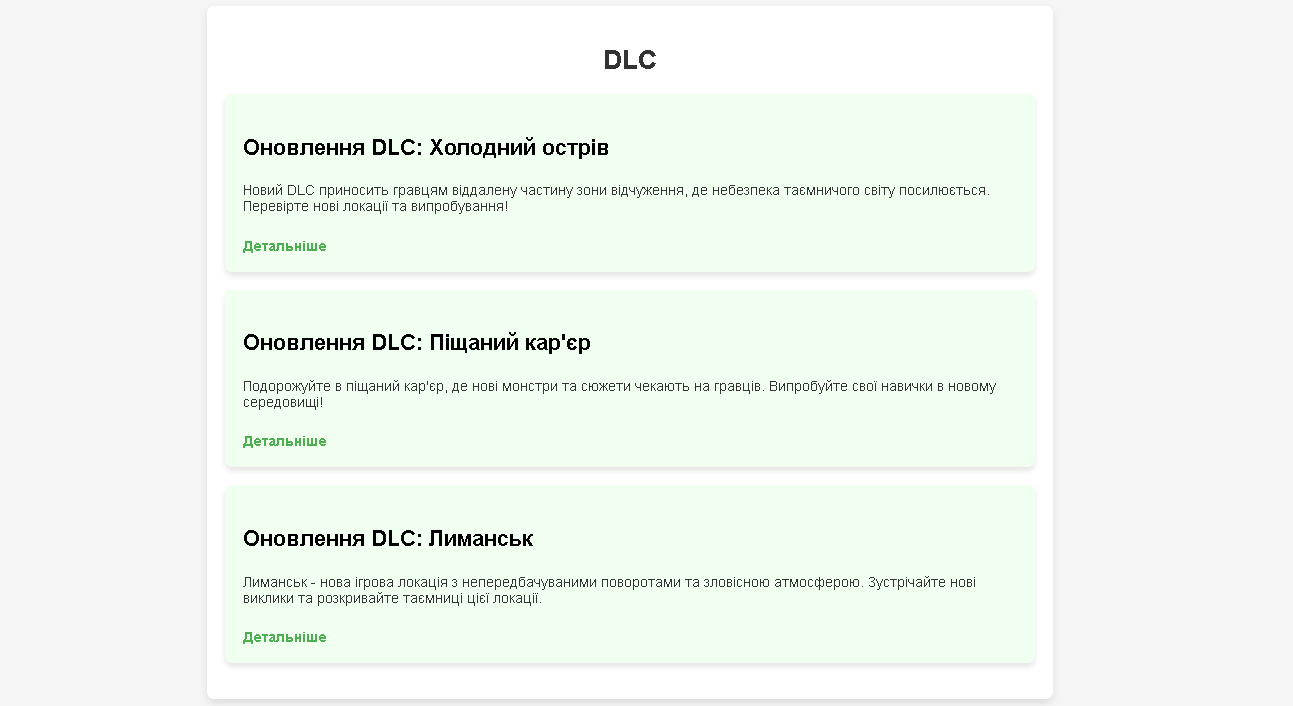 DLC
Оновлення DLC: Холодний острів
Новий DLC приносить гравцям віддалену частину зони відчуження, де небезпека таємничого світу посилюється.
Перевірте нові локації та випробування!
Детальніше
Оновлення DLC: Піщаний кар'єр
Подорожуйте в піщаний кар'єр, де нові монстри та сюжети чекають на гравців. Випробуйте свої навички в новому
середовищі!
Детальніше
Оновлення DLC: Лиманськ
Лиманськ - нова ігрова локація з непередбачуваними поворотами та зловісною атмосферою. Зустрічайте нові
виклики та розкривайте таємниці цієї локації.
Детальніше